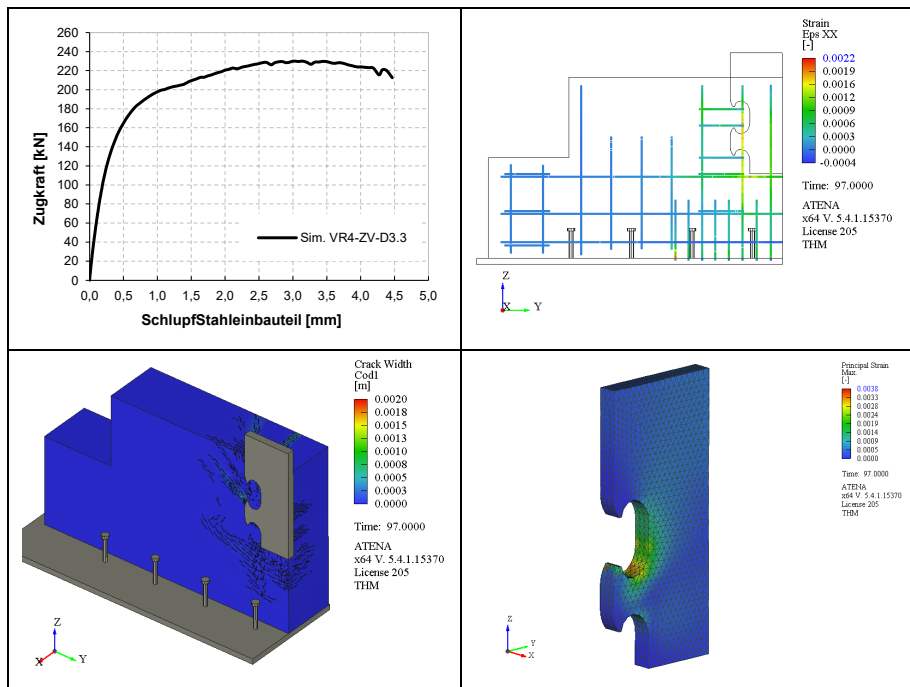 260
240
220
200
180
160
140
120
100
80
60
40
20
0
Zugkraft [kN]
Sim. VR4-ZV-D3.3
0,0 0,5 1,0 1,5 2,0 2,5 3,0 3,5 4,0 4,5 5,0
SchlupfStahleinbauteil [mm]
Strain
Eps XX
[-]
0.0022
0.0019
0.0016
0.0012
0.0009
0.0006
0.0003
0.0000
-0.0004
Time: 97.0000
ATENA
x64 V. 5.4.1.15370
License 205
THM
Z
X Y
Crack Width
Cod1
[m]
0.0020
0.0018
0.0015
0.0013
0.0010
0.0008
0.0005
0.0003
0.0000
Time: 97.0000
ATENA
x64 V. 5.4.1.15370
License 205
THM
Z
X Y
Principal Strain
Max.
[-]
0.0038
0.0033
0.0028
0.0024
0.0019
0.0014
0.0009
0.0005
0.0000
Time: 97.0000
ATENA
x64 V. 5.4.1.15370
License 205
THM
Z
Y
X